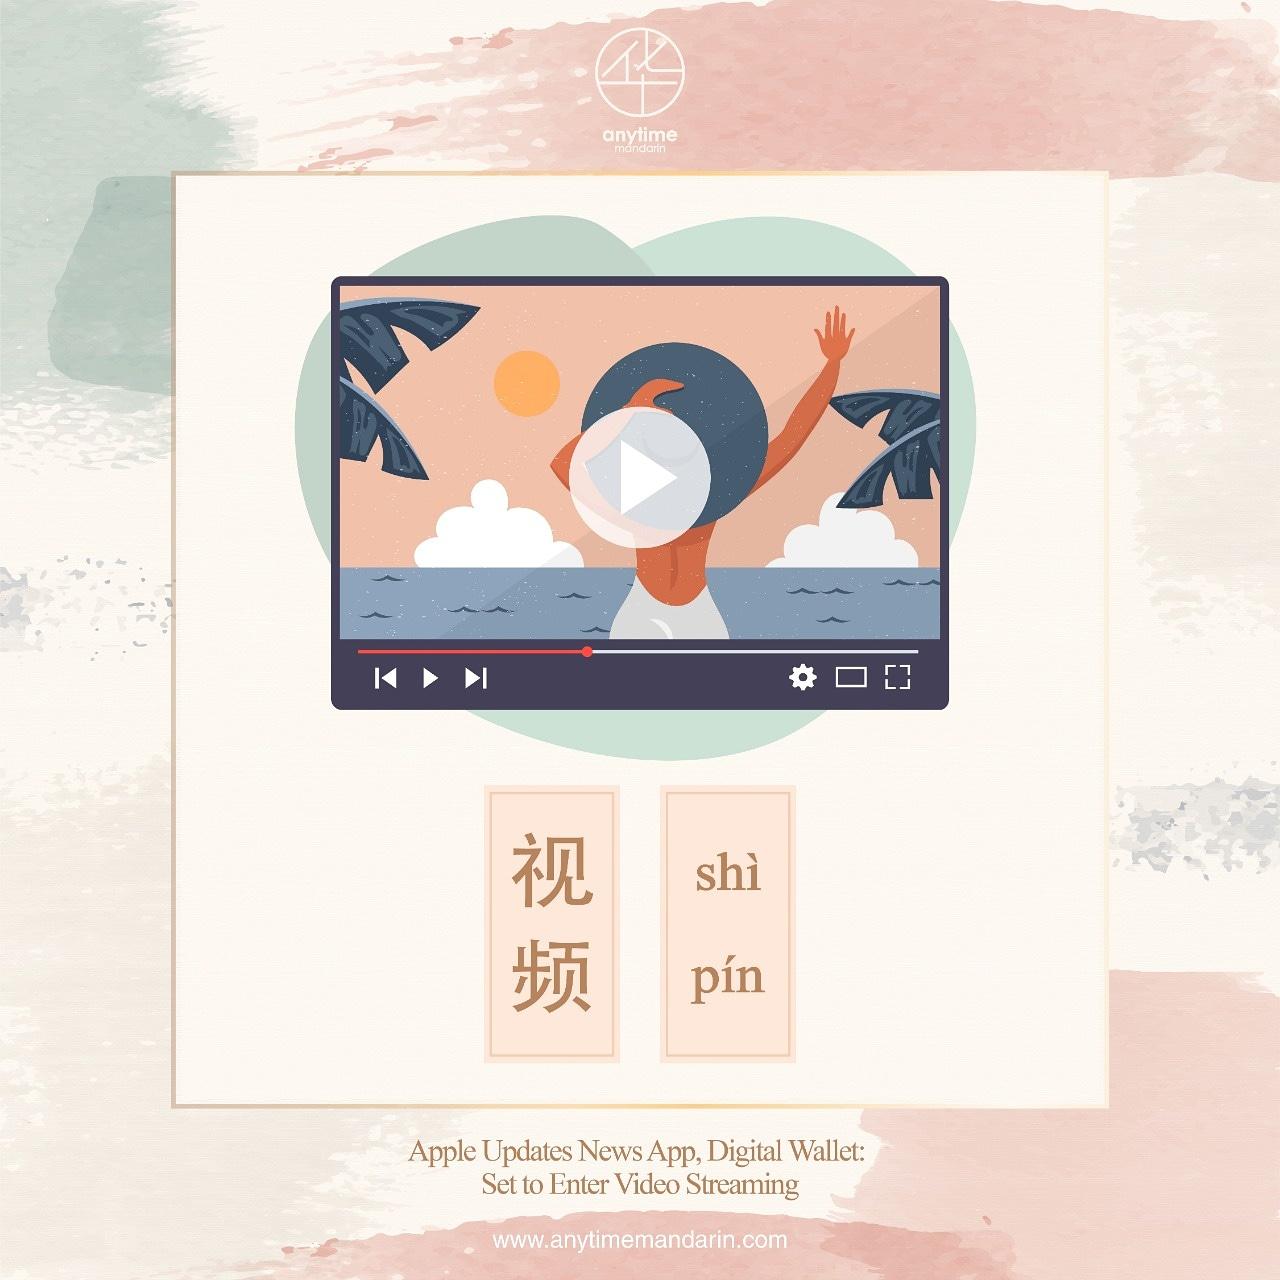 华
anytime
mandarin
视
频
shì
pín
Apple Updates News App, Digital Wallet:
Set to Enter Video Streaming
www.anytimemandarin.com